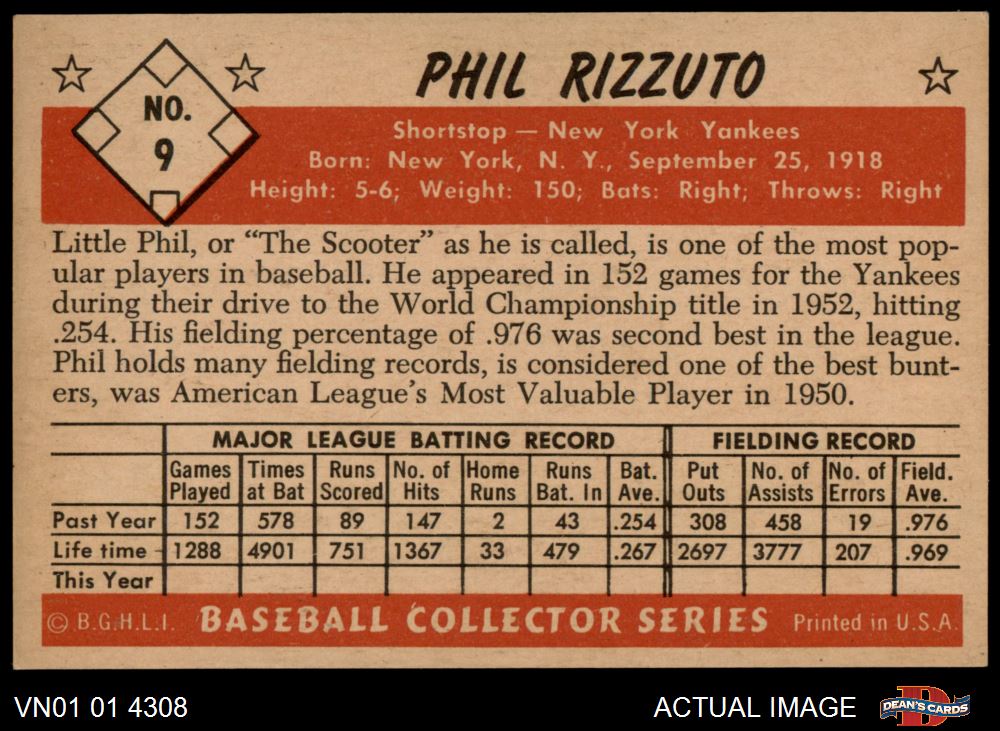 NO.
9
PHIL RIZZUTO
Shortstop — New York Yankees
Born: New York, N. Y., September 25, 1918
Height: 5-6; Weight: 150; Bats: Right; Throws: Right
Little Phil, or “The Scooter” as he is called, is one of the most pop-
ular players in baseball. He appeared in 152 games for the Yankees
during their drive to the World Championship title in 1952, hitting
.254. His fielding percentage of .976 was second best in the league.
Phil holds many fielding records, is considered one of the best bunt-
ers, was American League’s Most Valuable Player in 1950.
MAJOR LEAGUE BATTING RECORD FIELDING RECORD
Games Times Runs No. of Home Runs Bat. Put No. of No. of Field.
Played at Bat Scored Hits Runs Bat. In Ave. Outs Assists Errors Ave.
Past Year 152 578 89 147 2 43 .254 308 458 19 .976
Life time 1288 4901 751 1367 33 479 .267 2697 3777 207 .969
This Year
© B.G.H.L.I. BASEBALL COLLECTOR SERIES Printed in U.S.A.
VN01 01 4308 ACTUAL IMAGE D DEAN'S CARDS